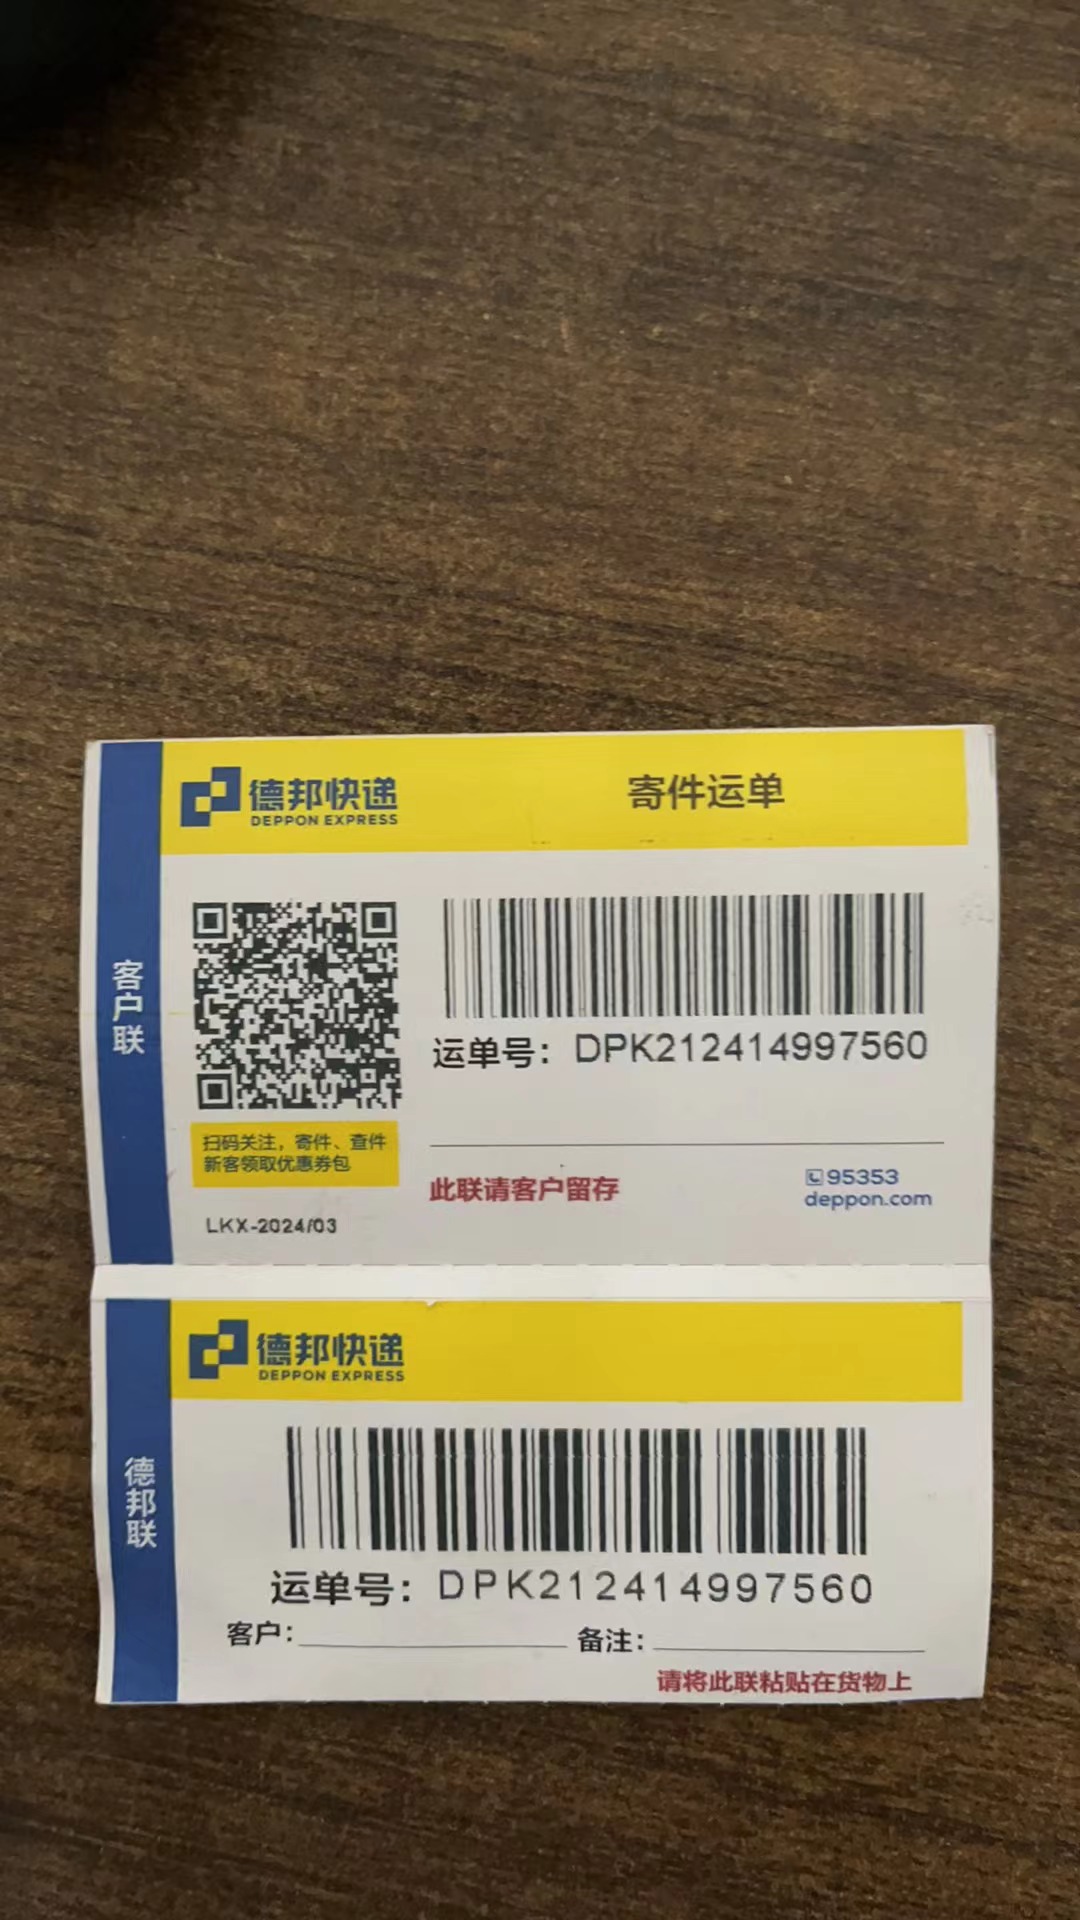 德邦快递
DEPPON EXPRESS
寄件运单
客户联
运单号：DPK212414997560
扫码关注，寄件、查件
新客领取优惠券包
此联请客户留存
95353
deppon.com
LKX-2024/03
德邦快递
DEPPON EXPRESS
德邦联
运单号：DPK212414997560
客户：
备注：
请将此联粘贴在货物上